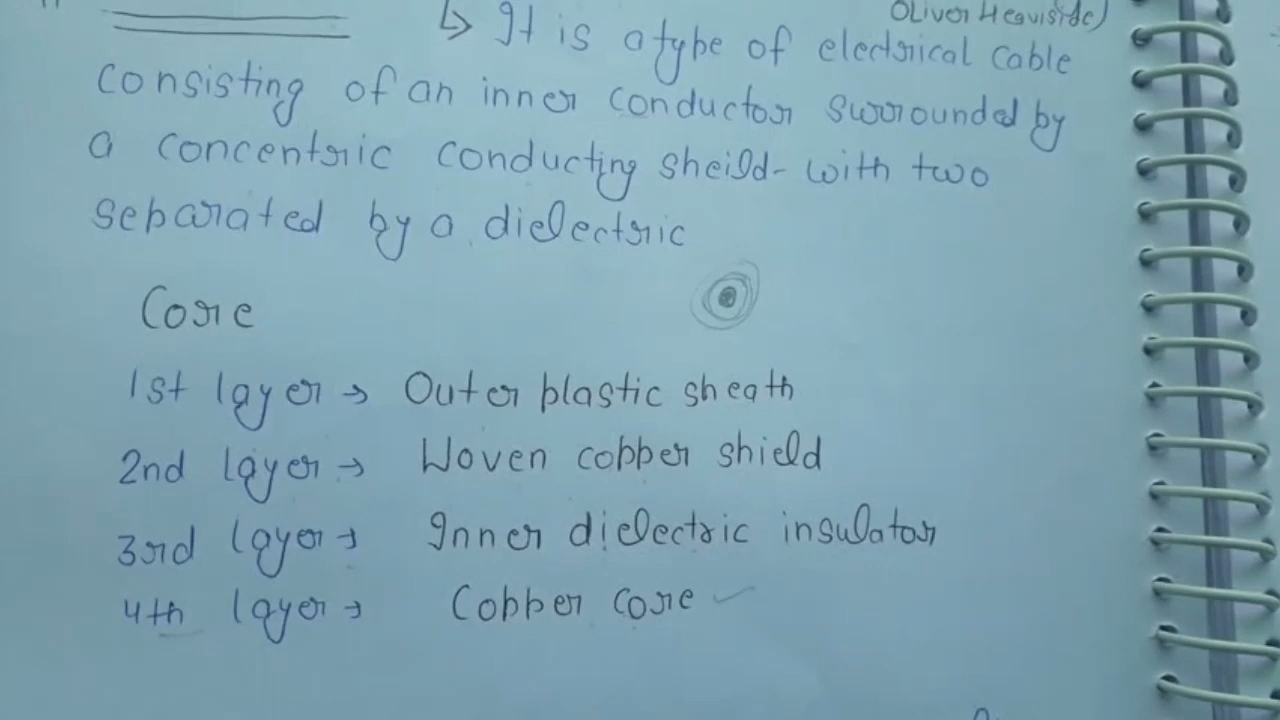 Oliver Heaviside)
↳ It is a type of electrical cable
consisting of an inner conductor surrounded by
a concentric conducting sheild- with two
separated by a dielectric
Core
1st layer → Outer plastic sheath
2nd layer → Woven copper shield
3rd layer → Inner dielectric insulator
4th layer → Copper core